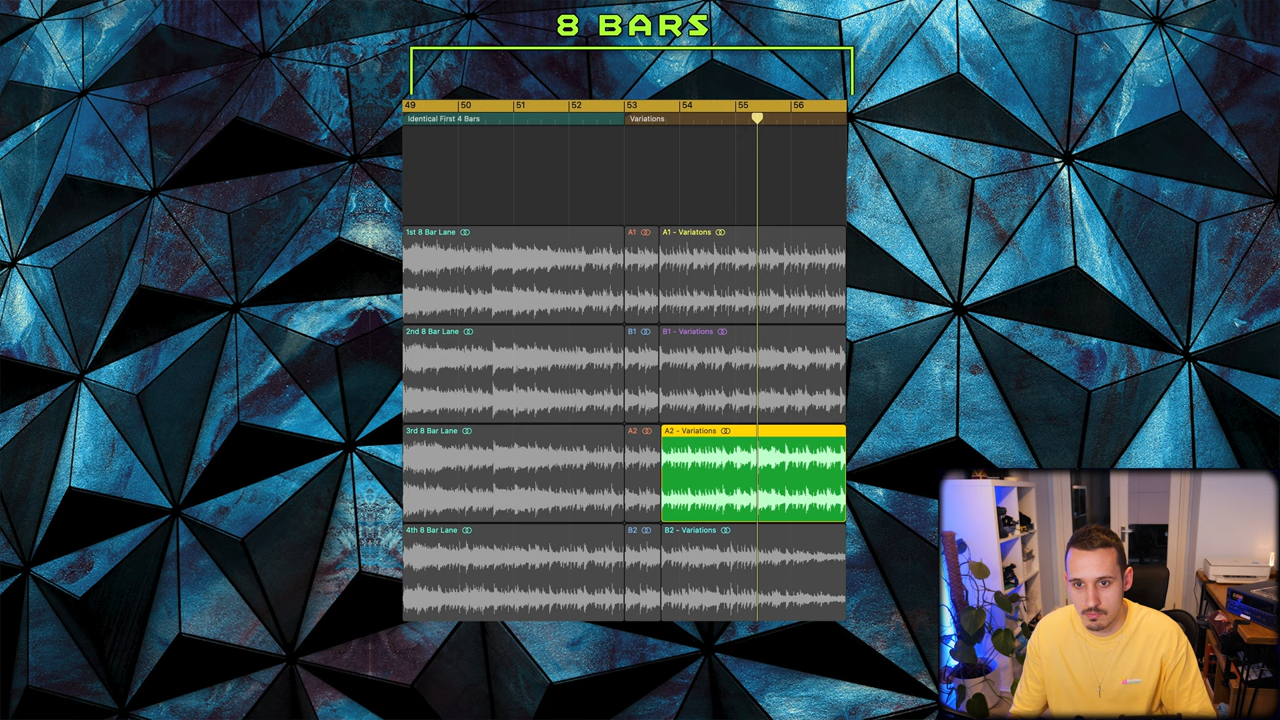 8 BARS
49 50 51 52 53 54 55 56
Identical First 4 Bars Variations
1st 8 Bar Lane A1 A1 - Variatons
2nd 8 Bar Lane B1 B1 - Variations
3rd 8 Bar Lane A2 A2 - Variations
4th 8 Bar Lane B2 B2 - Variations